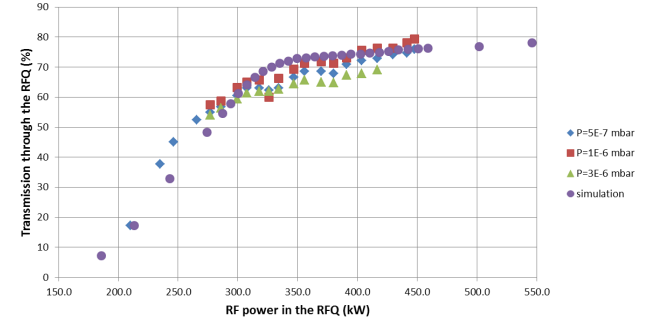 90
80
70
60
50
40
30
20
10
0
Transmission through the RFQ (%)
150.0 200.0 250.0 300.0 350.0 400.0 450.0 500.0 550.0
RF power in the RFQ (kW)
P=5E-7 mbar
P=1E-6 mbar
P=3E-6 mbar
simulation